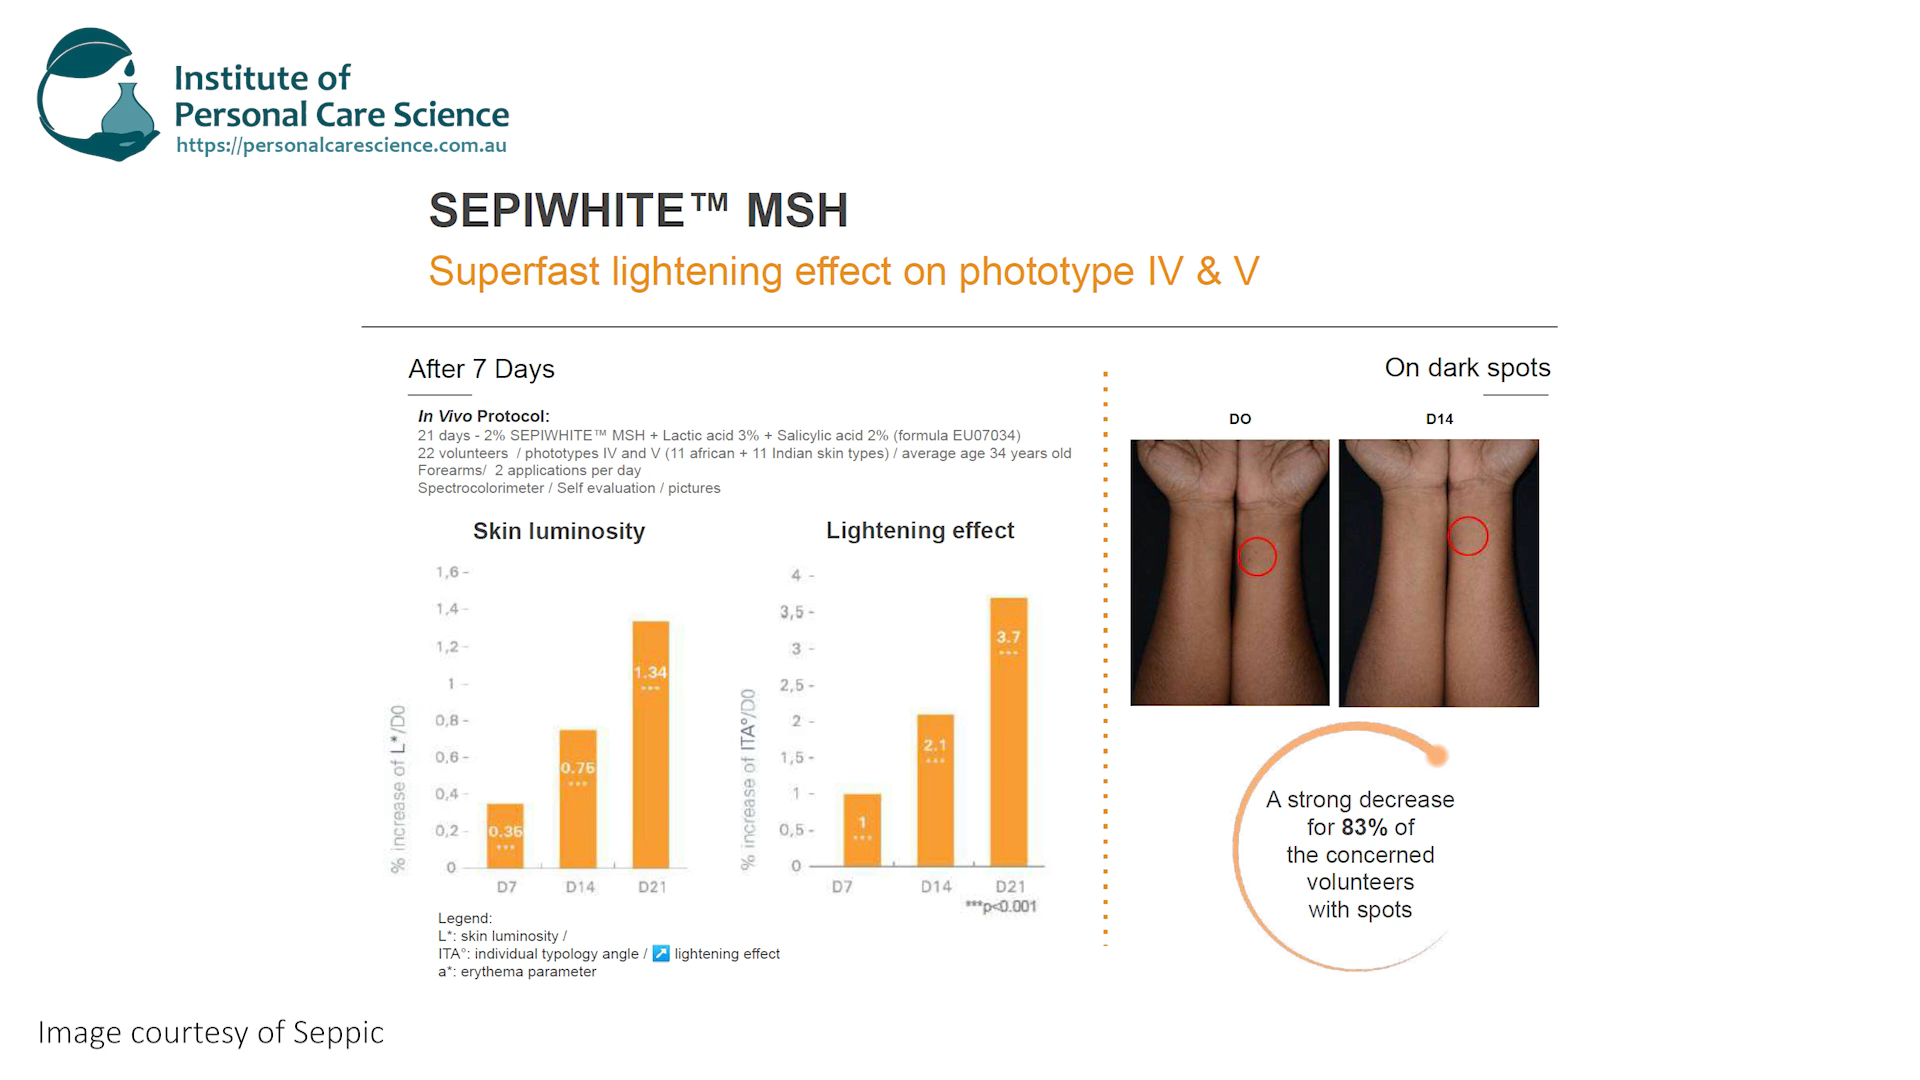 Institute of
Personal Care Science
https://personalcarescience.com.au
SEPIWHITE™ MSH
Superfast lightening effect on phototype IV & V
After 7 Days
In Vivo Protocol:
21 days - 2% SEPIWHITE™ MSH + Lactic acid 3% + Salicylic acid 2% (formula EU07034)
22 volunteers / phototypes IV and V (11 african + 11 Indian skin types) / average age 34 years old
Forearms/ 2 applications per day
Spectrocolorimeter / Self evaluation / pictures
Skin luminosity
% increase of L*/D0
1,6
1,4
1,2
1
0,8
0,6
0,4
0,2
0
0.35
***
0.75
***
1.34
***
D7 D14 D21
Lightening effect
% increase of ITA°/D0
4
3,5
3
2,5
2
1,5
1
0,5
0
1
***
2.1
***
3.7
***
D7 D14 D21
***p<0.001
Legend:
L*: skin luminosity /
ITA°: individual typology angle / ↗ lightening effect
a*: erythema parameter
On dark spots
DO D14
A strong decrease
for 83% of
the concerned
volunteers
with spots
Image courtesy of Seppic